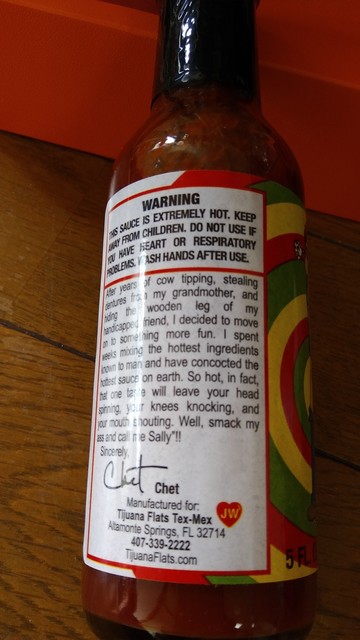 WARNING
THIS SAUCE IS EXTREMELY HOT. KEEP
AWAY FROM CHILDREN. DO NOT USE IF
YOU HAVE HEART OR RESPIRATORY
PROBLEMS. WASH HANDS AFTER USE.
After years of cow tipping, stealing
dentures from my grandmother, and
hiding the wooden leg of my
handicapped friend, I decided to move
on to something more fun. I spent
weeks mixing the hottest ingredients
known to man and have concocted the
hottest sauce on earth. So hot, in fact,
that one taste will leave your head
spinning, your knees knocking, and
your mouth shouting. Well, smack my
ass and call me Sally"!!
Sincerely,
Chet
Chet
Manufactured for:
Tijuana Flats Tex-Mex
JW
Altamonte Springs, FL 32714
407-339-2222
TijuanaFlats.com
5 FL